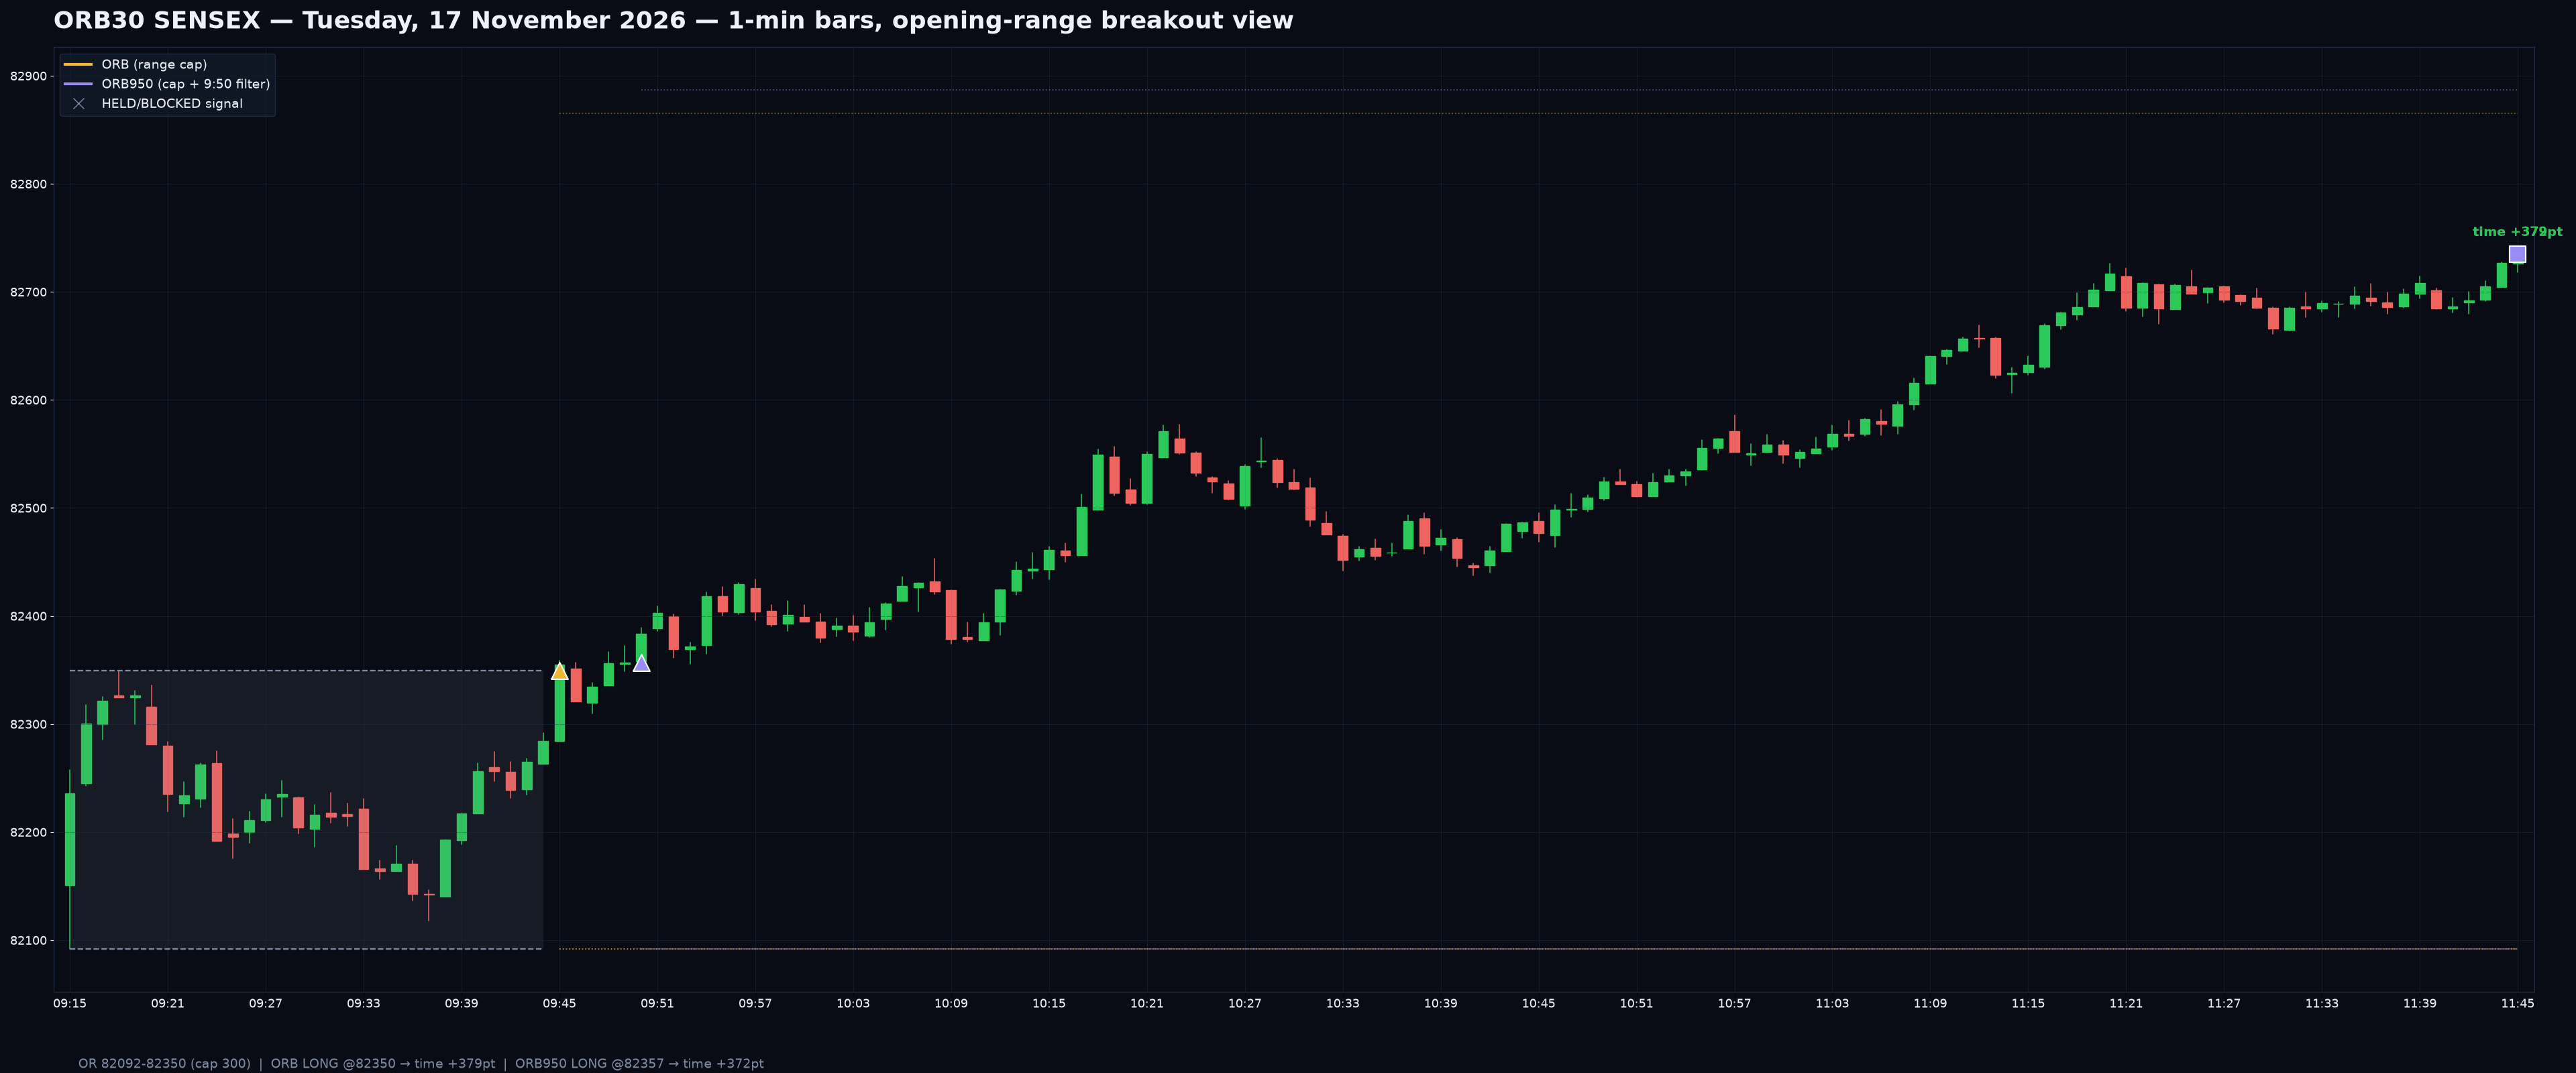 ORB30 SENSEX — Tuesday, 17 November 2026 — 1-min bars, opening-range breakout view
ORB (range cap)
ORB950 (cap + 9:50 filter)
HELD/BLOCKED signal
82900
82800
82700
82600
82500
82400
82300
82200
82100
time +379pt
09:15 09:21 09:27 09:33 09:39 09:45 09:51 09:57 10:03 10:09 10:15 10:21 10:27 10:33 10:39 10:45 10:51 10:57 11:03 11:09 11:15 11:21 11:27 11:33 11:39 11:45
OR 82092-82350 (cap 300) | ORB LONG @82350 → time +379pt | ORB950 LONG @82357 → time +372pt